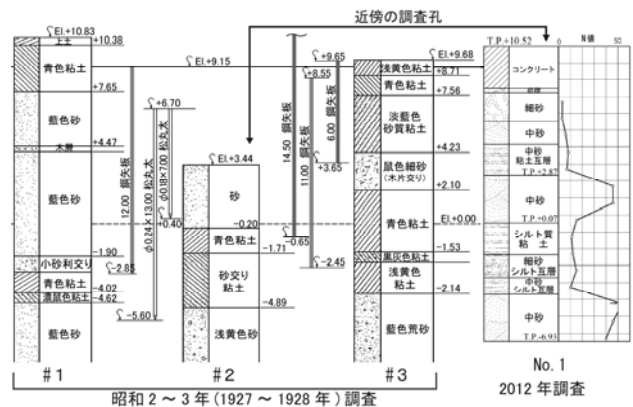 近傍の調査孔
El.+10.83
+10.38
上土
青色粘土
+7.65
藍色砂
+4.47
木層
藍色砂
-1.90
小砂利交り
青色粘土
-4.02
濃鼠色粘土
-4.62
藍色砂
#1
El.+9.15
12.00 鋼矢板
-2.85
+6.70
φ0.24×13.00 松丸太
-5.60
φ0.18×7.00 松丸太
+0.40
El.+3.44
砂
-0.20
青色粘土
-1.71
砂交り
粘土
-4.89
浅黄色砂
#2
14.50 鋼矢板
-0.65
+8.55
11.00 鋼矢板
-2.45
+9.65
6.00 鋼矢板
+3.65
El.+9.68
浅黄色粘土
+8.71
青色粘土
+7.56
淡藍色
砂質粘土
+4.23
鼠色細砂
(木片交り)
+2.10
青色粘土
El.+0.00
-1.53
黒灰色粘土
浅黄色
粘土
-2.14
藍色荒砂
#3
昭和2~3年(1927~1928年)調査
T.P.+10.52
N値
0
50
コンクリート
細砂
中砂
中砂
粘土互層
T.P.+2.87
中砂
T.P.+0.07
シルト質
粘土
細砂
シルト互層
中砂
シルト互層
中砂
T.P-6.93
0
50
No.1
2012年調査